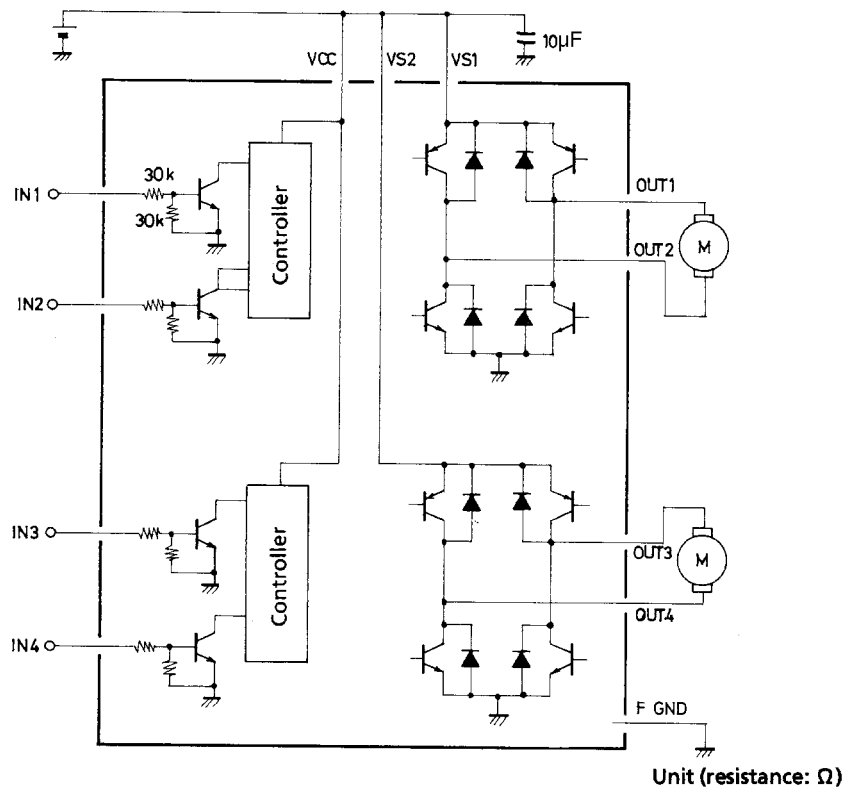 10μF
VCC
VS2
VS1
30k
IN1
30k
Controller
OUT1
M
OUT2
IN2
IN3
Controller
OUT3
M
OUT4
IN4
F GND
Unit (resistance: Ω)